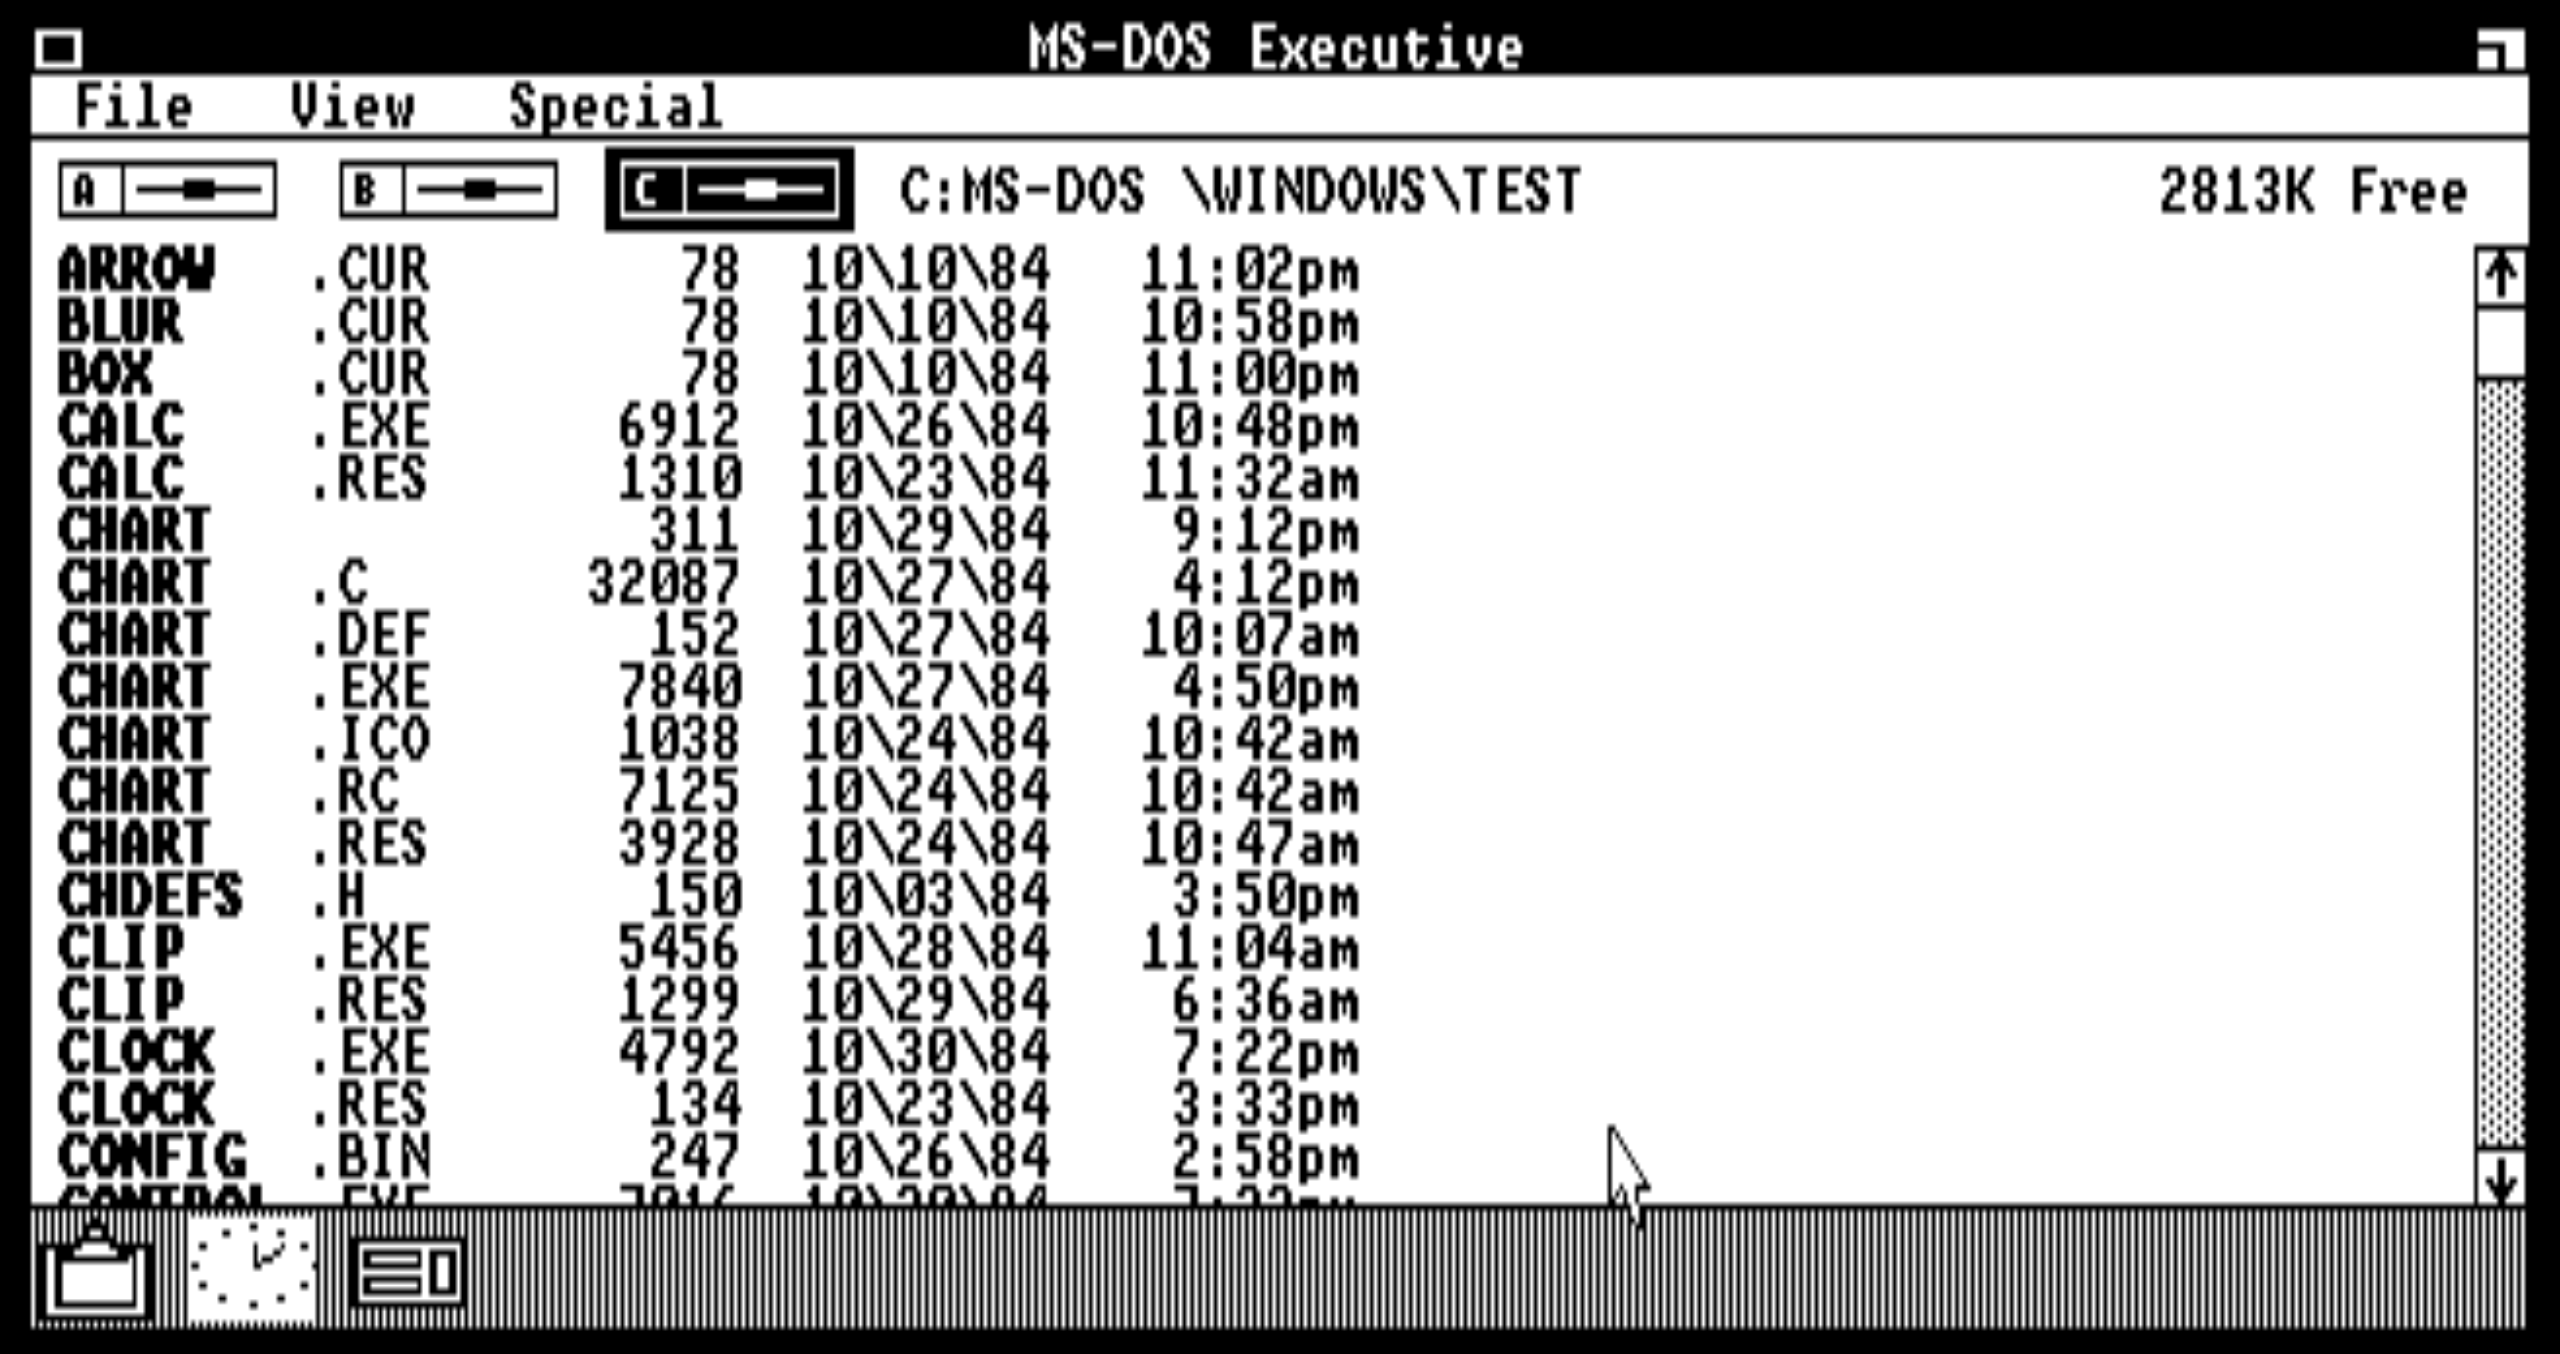 MS-DOS Executive
File View Special
A B C C:MS-DOS \WINDOWS\TEST 2813K Free
ARROW .CUR 78 10\10\84 11:02pm
BLUR .CUR 78 10\10\84 10:58pm
BOX .CUR 78 10\10\84 11:00pm
CALC .EXE 6912 10\26\84 10:48pm
CALC .RES 1310 10\23\84 11:32am
CHART 311 10\29\84 9:12pm
CHART .C 32087 10\27\84 4:12pm
CHART .DEF 152 10\27\84 10:07am
CHART .EXE 7840 10\27\84 4:50pm
CHART .ICO 1038 10\24\84 10:42am
CHART .RC 7125 10\24\84 10:42am
CHART .RES 3928 10\24\84 10:47am
CHDEFS .H 150 10\03\84 3:50pm
CLIP .EXE 5456 10\28\84 11:04am
CLIP .RES 1299 10\29\84 6:36am
CLOCK .EXE 4792 10\30\84 7:22pm
CLOCK .RES 134 10\23\84 3:33pm
CONFIG .BIN 247 10\26\84 2:58pm
CONTROL .EXE